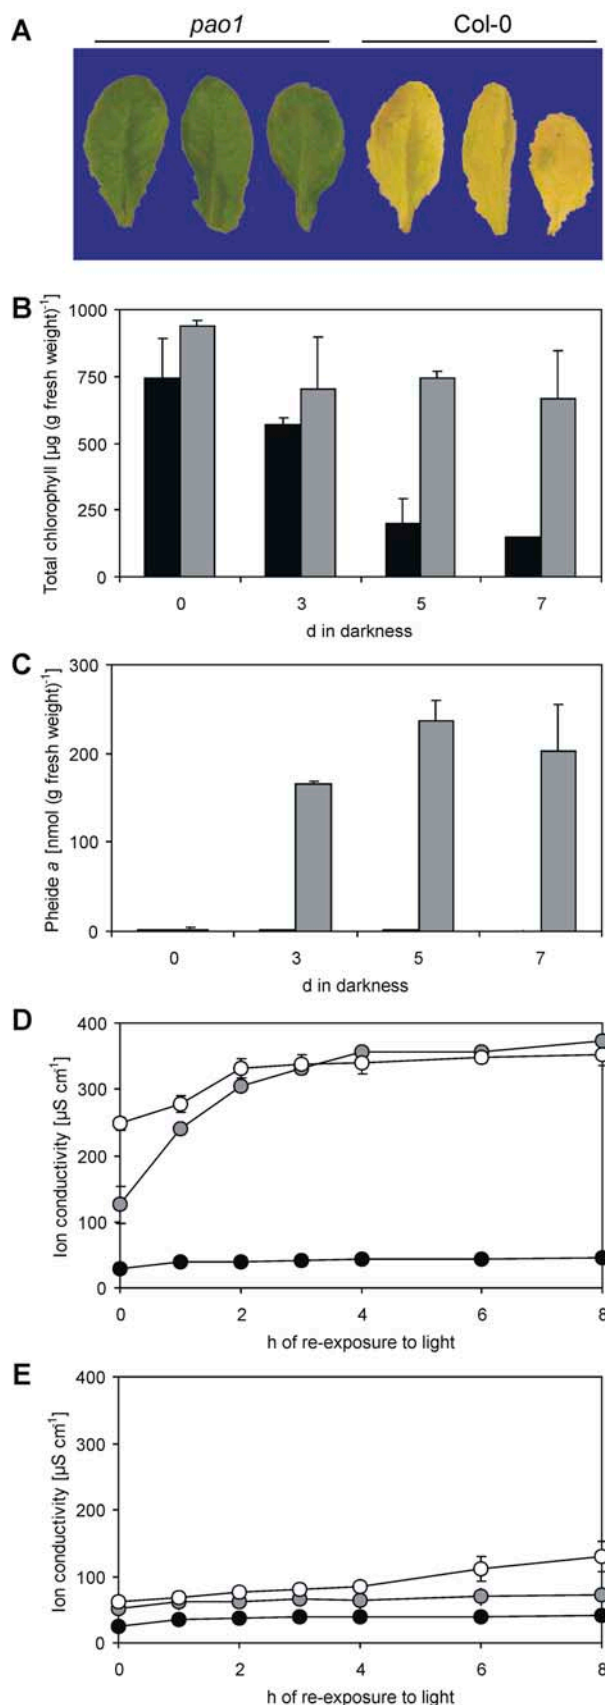 A
pao1 Col-0
B
Total chlorophyll [µg (g fresh weight)-1]
1000
750
500
250
0
0 3 5 7
d in darkness
C
Pheide a [nmol (g fresh weight)-1]
300
200
100
0
0 3 5 7
d in darkness
D
Ion conductivity [µS cm-1]
400
300
200
100
0
0 2 4 6 8
h of re-exposure to light
E
Ion conductivity [µS cm-1]
400
300
200
100
0
0 2 4 6 8
h of re-exposure to light